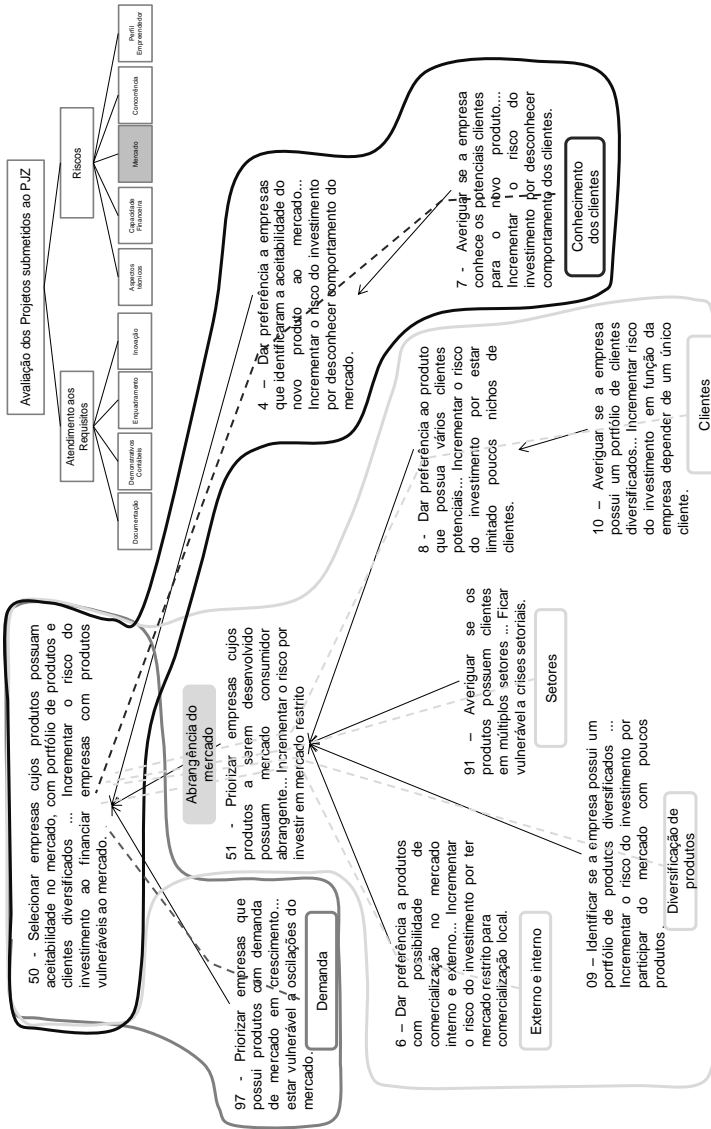 Avaliação dos Projetos submetidos ao PJZ
Atendimento aos
Requisitos
Riscos
Documentação
Demonstrativos
Contábeis
Enquadramento
Inovação
Aspectos
técnicos
Capacidade
Financeira
Mercado
Concorrência
Perfil
Empreendedor
50 - Selecionar empresas cujos produtos possuam
aceitabilidade no mercado, com portfólio de produtos e
clientes diversificados ... Incrementar o risco do
investimento ao financiar empresas com produtos
vulneráveis ao mercado.
97 - Priorizar empresas que
possui produtos com demanda
de mercado em crescimento...
estar vulnerável a oscilações do
mercado.
Demanda
Abrangência do
mercado
51 - Priorizar empresas cujos
produtos a serem desenvolvido
possuam mercado consumidor
abrangente... Incrementar o risco por
investir em mercado restrito
4 – Dar preferência a empresas
que identificaram a aceitabilidade do
novo produto ao mercado...
Incrementar o risco do investimento
por desconhecer comportamento do
mercado.
7 - Averiguar se a empresa
conhece os potenciais clientes
para o novo produto....
Incrementar o risco do
investimento por desconhecer
comportamento dos clientes.
Conhecimento
dos clientes
6 – Dar preferência a produtos
com possibilidade de
comercialização no mercado
interno e externo... Incrementar
o risco do investimento por ter
mercado restrito para
comercialização local.
Externo e interno
09 – Identificar se a empresa possui um
portfólio de produtos diversificados ...
Incrementar o risco do investimento por
participar do mercado com poucos
produtos.
Diversificação de
produtos
91 – Averiguar se os
produtos possuem clientes
em múltiplos setores ... Ficar
vulnerável a crises setoriais.
Setores
8 - Dar preferência ao produto
que possua vários clientes
potenciais... Incrementar o risco
do investimento por estar
limitado poucos nichos de
clientes.
10 – Averiguar se a empresa
possui um portfólio de clientes
diversificados... Incrementar risco
do investimento em função da
empresa depender de um único
cliente.
Clientes